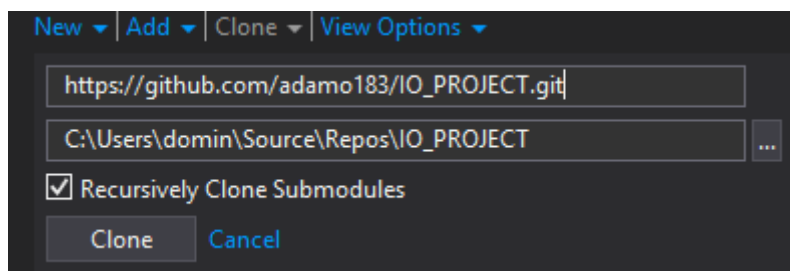 New | Add | Clone | View Options
https://github.com/adamo183/IO_PROJECT.git
C:\Users\domin\Source\Repos\IO_PROJECT ...
Recursively Clone Submodules
Clone Cancel